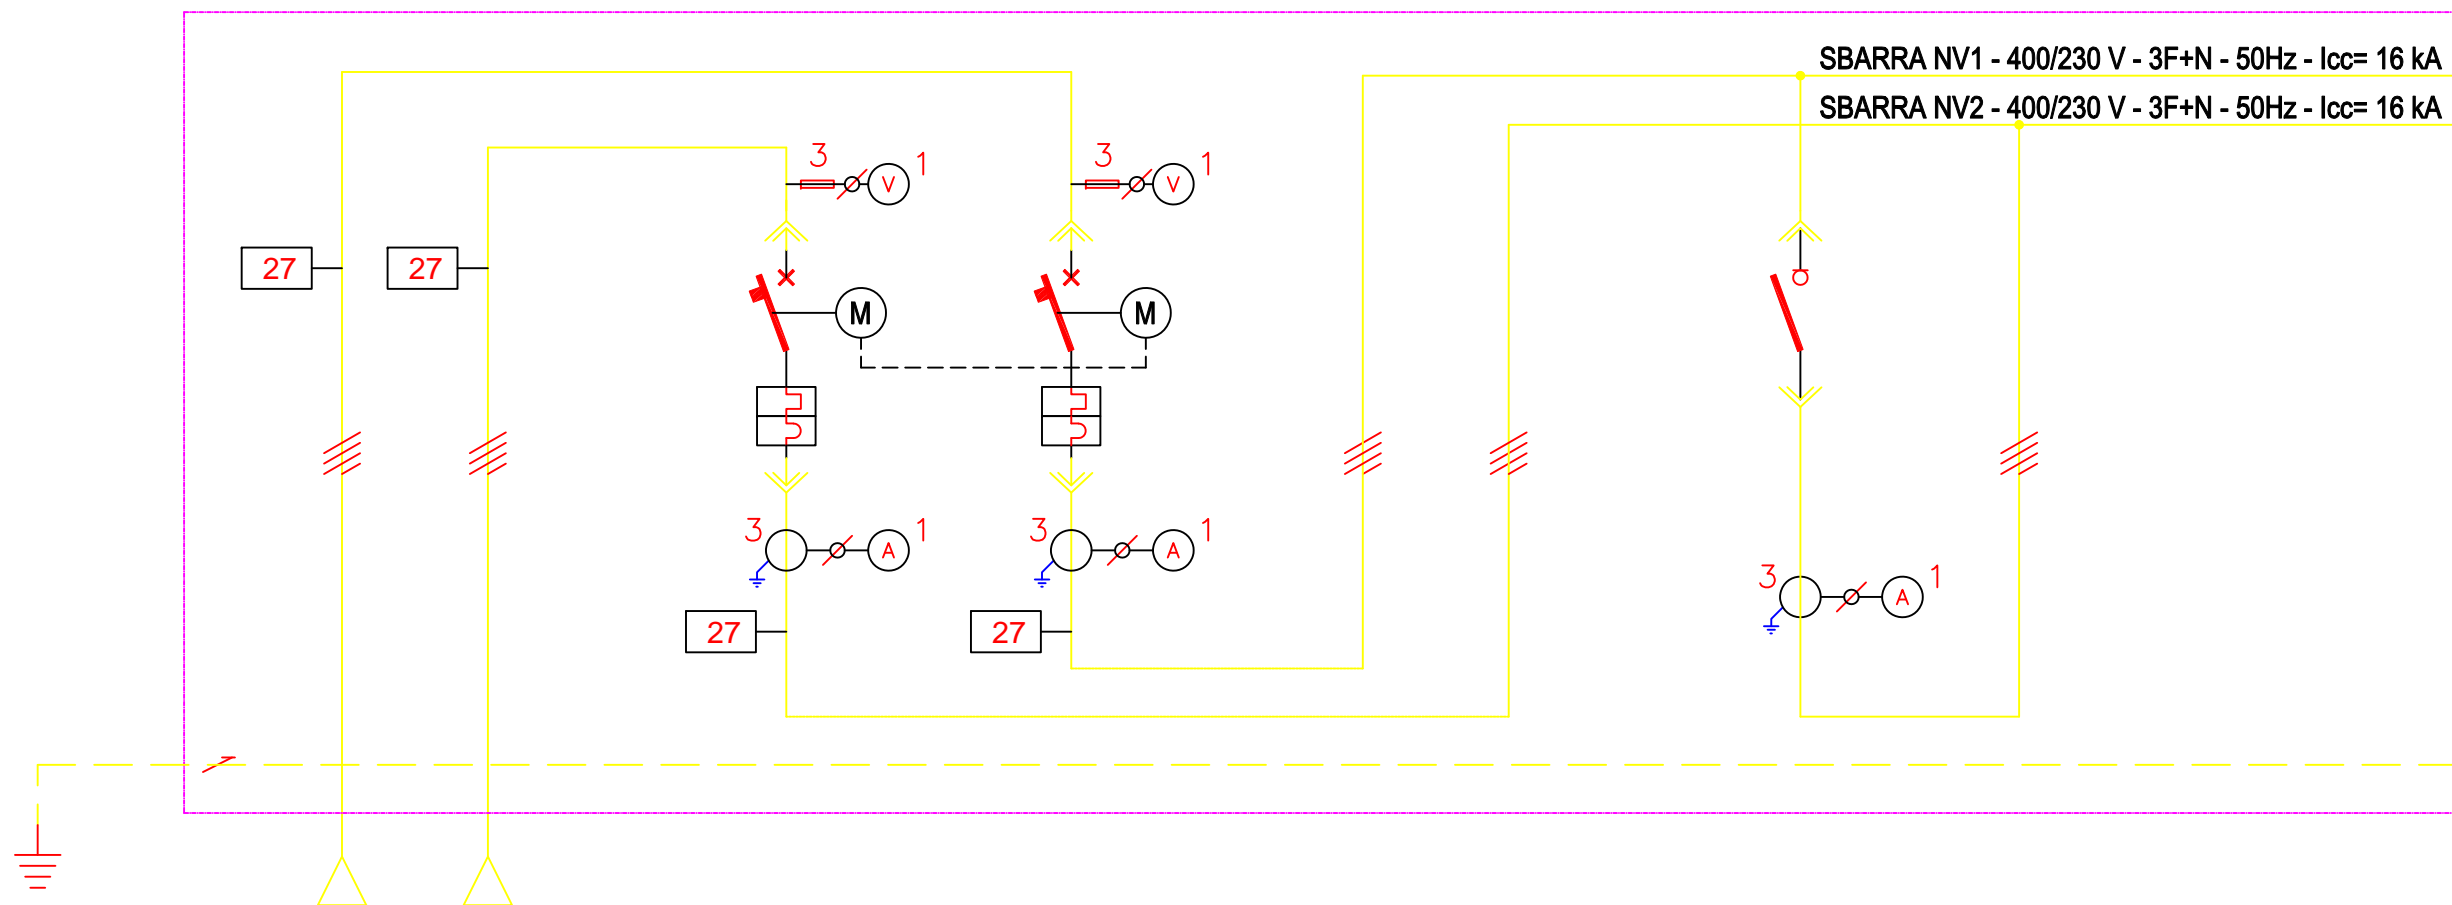 SBARRA NV1 - 400/230 V - 3F+N - 50Hz - Icc= 16 kA
SBARRA NV2 - 400/230 V - 3F+N - 50Hz - Icc= 16 kA
3 V 1
3 V 1
27
27
M
M
3 A 1
3 A 1
3 A 1
27
27